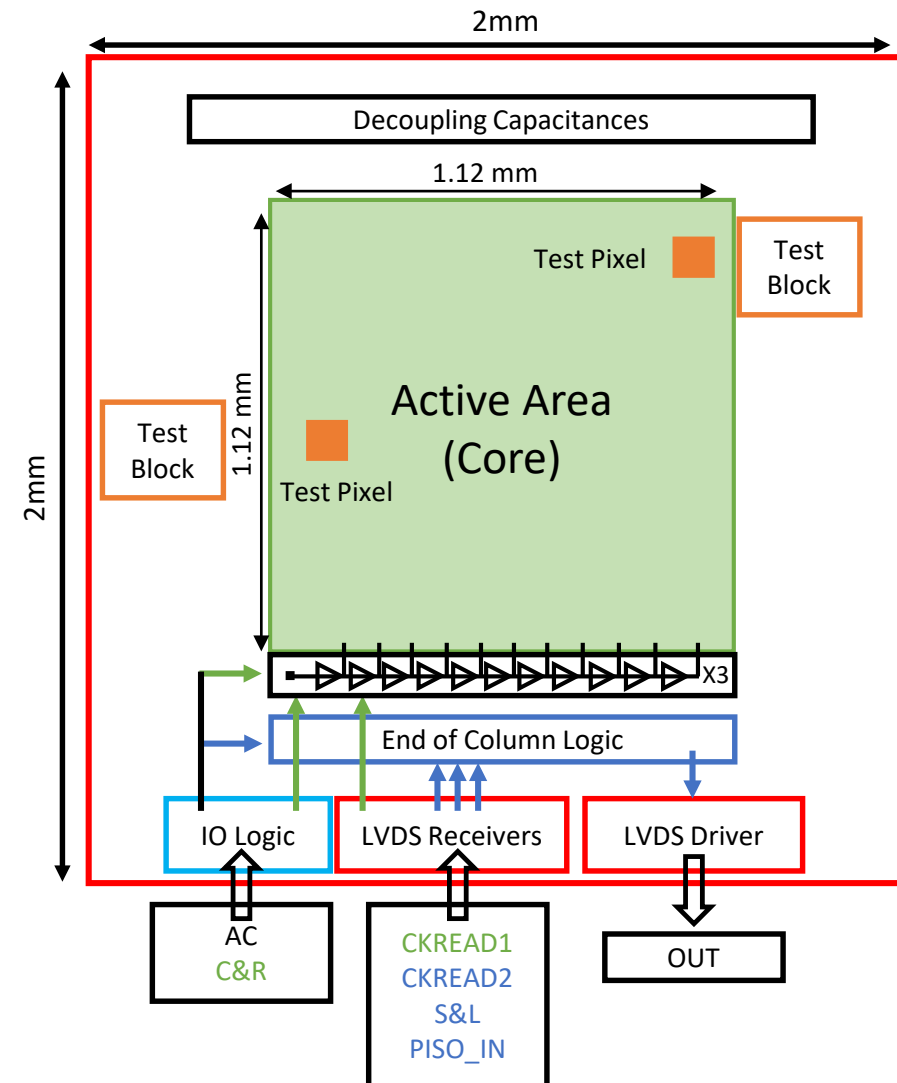 2mm
Decoupling Capacitances
1.12 mm
Test Pixel
Test
Block
2mm
1.12 mm
Active Area
(Core)
Test
Block
Test Pixel
X3
End of Column Logic
IO Logic
LVDS Receivers
LVDS Driver
AC
C&R
CKREAD1
CKREAD2
S&L
PISO_IN
OUT